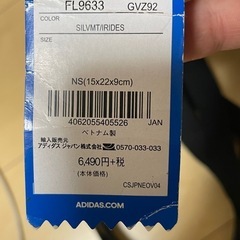 FL9633 GVZ92
COLOR
SILVMT/IRIDES
SIZE
NS(15x22x9cm)
4062055405526 JAN
ベトナム製
輸入販売元
アディダス ジャパン株式会社 0570-033-033
6,490円+税
(本体価格)
CSJPNEOV04
ADIDAS.COM